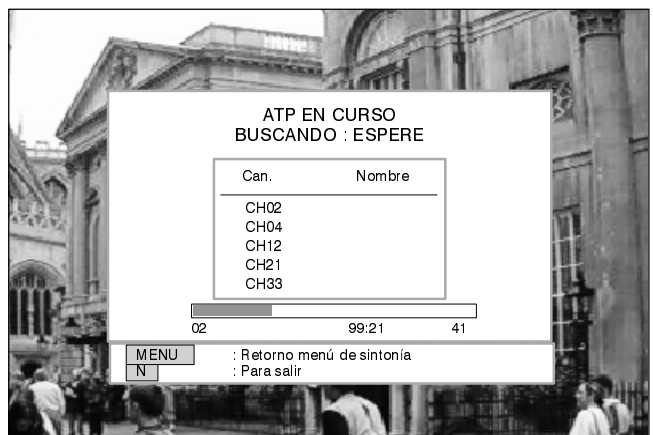 ATP EN CURSO
BUSCANDO : ESPERE
Can. Nombre
CH02
CH04
CH12
CH21
CH33
02 99:21 41
MENU : Retorno menú de sintonía
N : Para salir